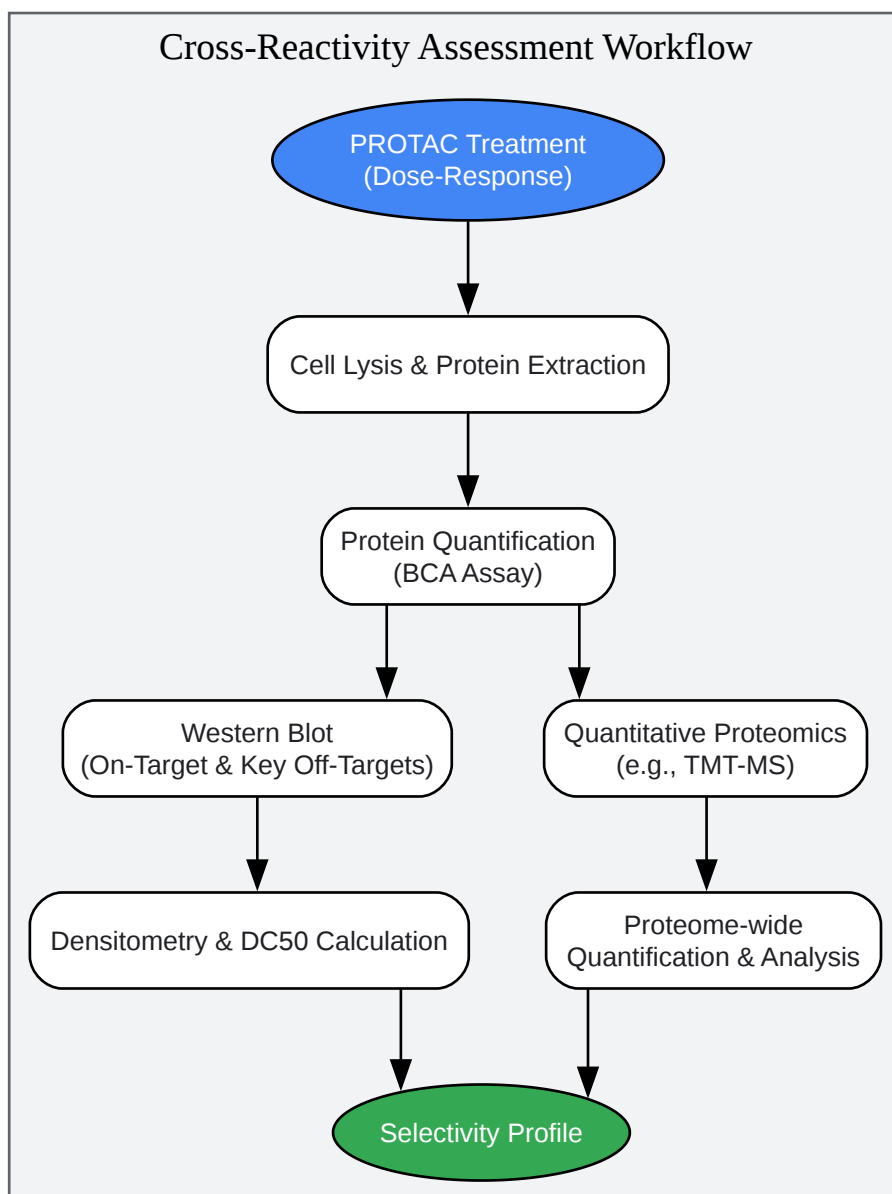 Cross-Reactivity Assessment Workflow
PROTAC Treatment
(Dose-Response)
Cell Lysis & Protein Extraction
Protein Quantification
(BCA Assay)
Western Blot
(On-Target & Key Off-Targets)
Quantitative Proteomics
(e.g., TMT-MS)
Densitometry & DC50 Calculation
Proteome-wide
Quantification & Analysis
Selectivity Profile